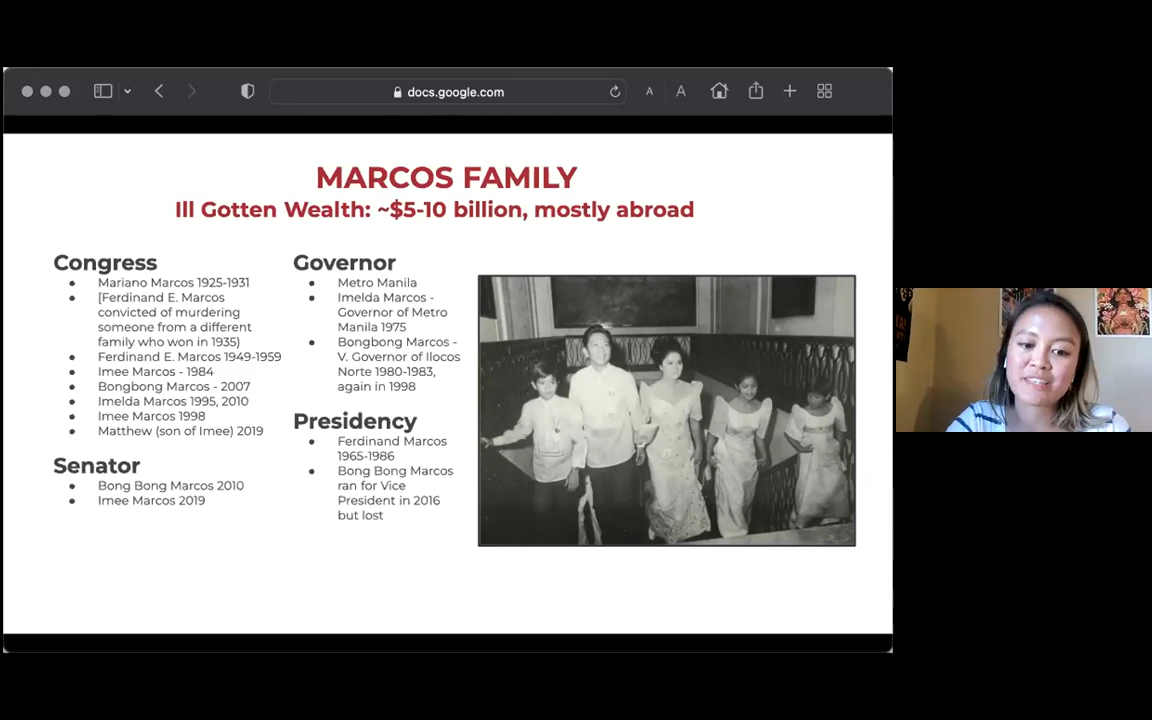 docs.google.com
A
A
MARCOS FAMILY
Ill Gotten Wealth: ~$5-10 billion, mostly abroad
Congress
Mariano Marcos 1925-1931
[Ferdinand E. Marcos
convicted of murdering
someone from a different
family who won in 1935)
Ferdinand E. Marcos 1949-1959
Imee Marcos - 1984
Bongbong Marcos - 2007
Imelda Marcos 1995, 2010
Imee Marcos 1998
Matthew (son of Imee) 2019
Senator
Bong Bong Marcos 2010
Imee Marcos 2019
Governor
Metro Manila
Imelda Marcos -
Governor of Metro
Manila 1975
Bongbong Marcos -
V. Governor of Ilocos
Norte 1980-1983,
again in 1998
Presidency
Ferdinand Marcos
1965-1986
Bong Bong Marcos
ran for Vice
President in 2016
but lost